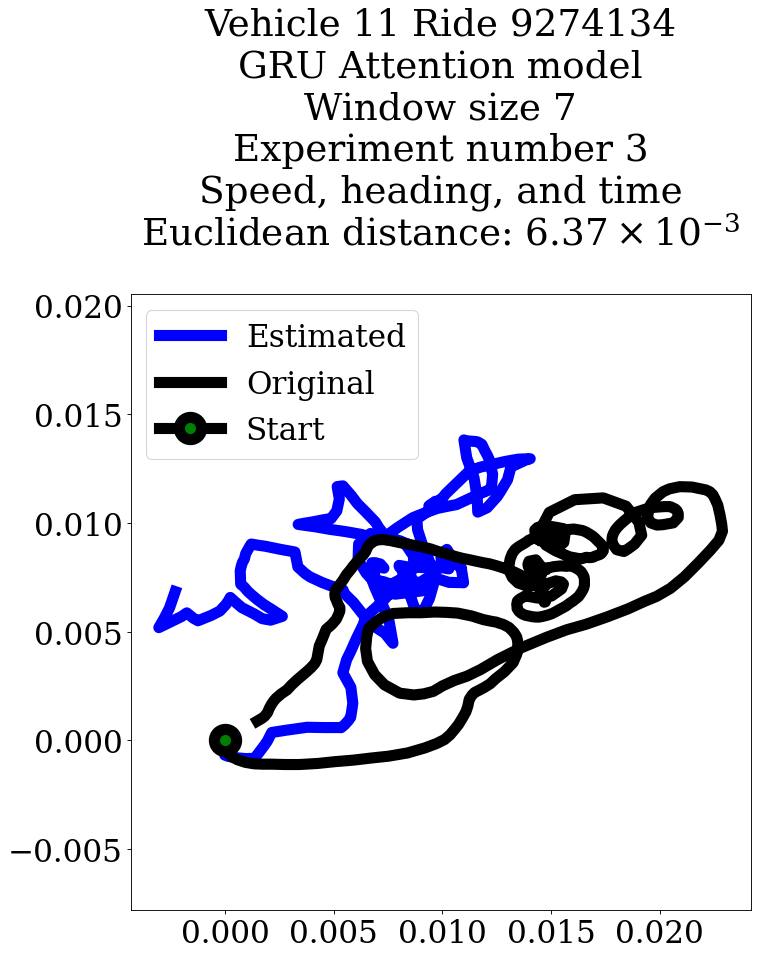 Vehicle 11 Ride 9274134
GRU Attention model
Window size 7
Experiment number 3
Speed, heading, and time
Euclidean distance: 6.37 × 10⁻³
0.020
Estimated
Original
Start
0.015
0.010
0.005
0.000
−0.005
0.000 0.005 0.010 0.015 0.020